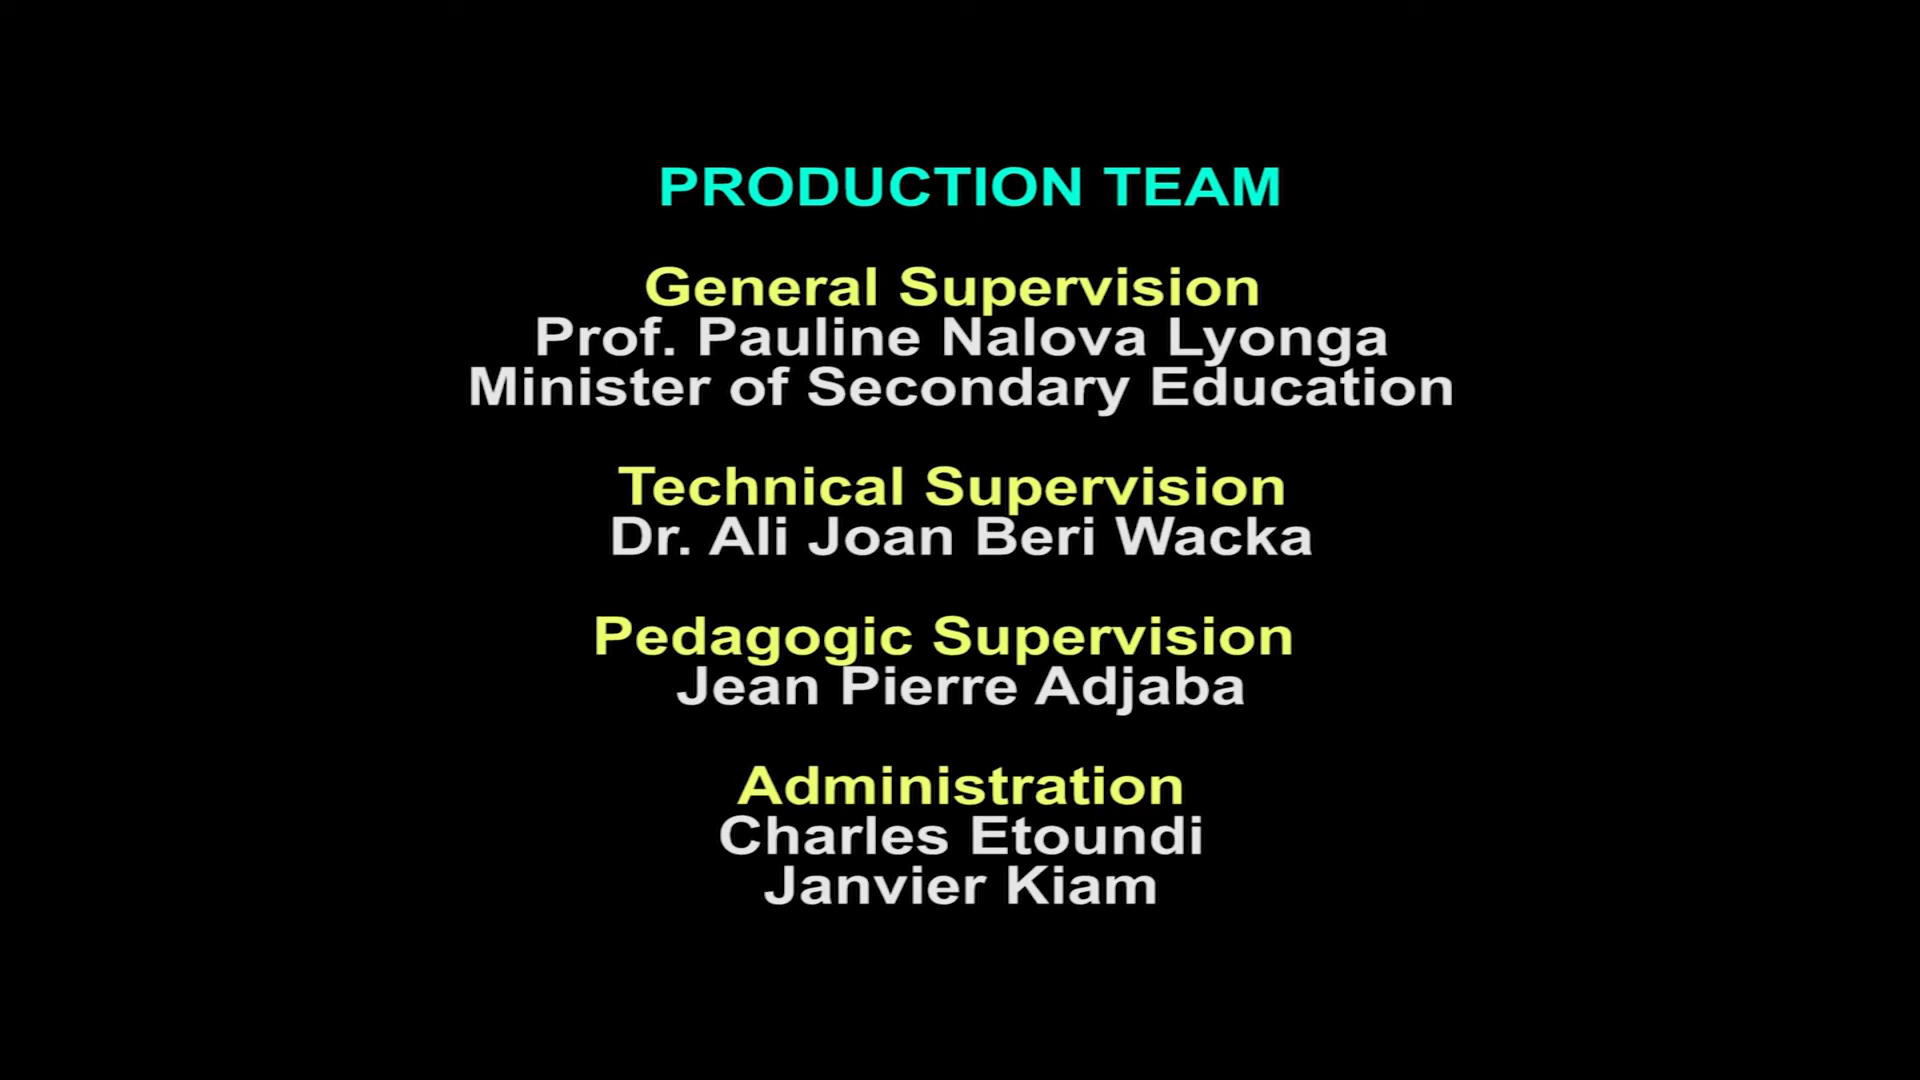 PRODUCTION TEAM
General Supervision
Prof. Pauline Nalova Lyonga
Minister of Secondary Education
Technical Supervision
Dr. Ali Joan Beri Wacka
Pedagogic Supervision
Jean Pierre Adjaba
Administration
Charles Etoundi
Janvier Kiam